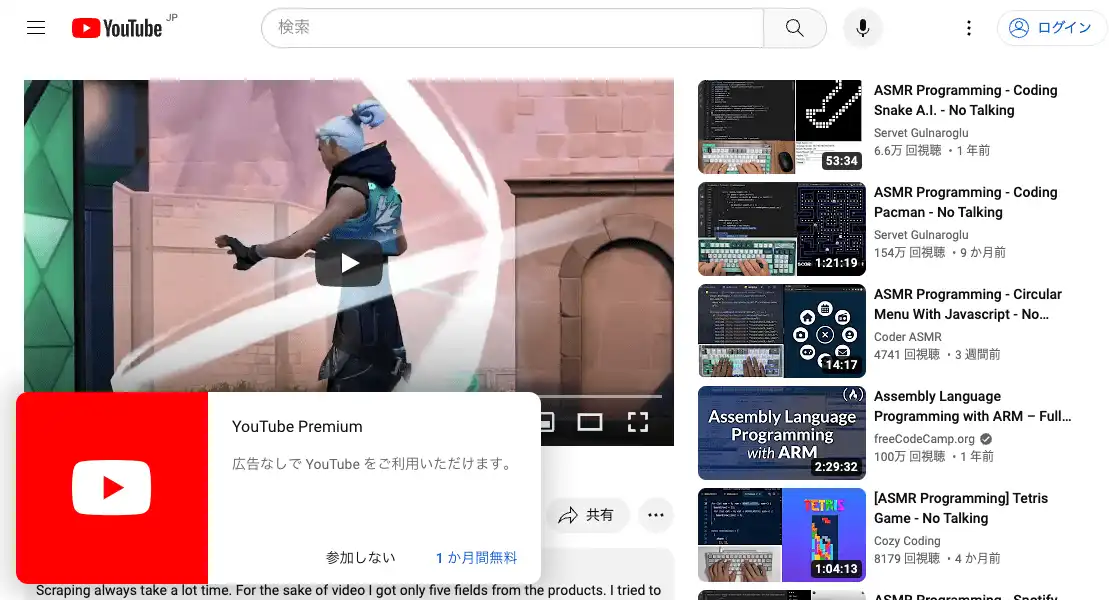 YouTube JP
検索
ログイン
ASMR Programming - Coding
Snake A.I. - No Talking
Servet Gulnaroglu
6.6万 回視聴 ・1 年前
53:34
ASMR Programming - Coding
Pacman - No Talking
Servet Gulnaroglu
154万 回視聴 ・9 か月前
1:21:19
ASMR Programming - Circular
Menu With Javascript - No...
Coder ASMR
4741 回視聴 ・3 週間前
14:17
Assembly Language
Programming
with ARM
2:29:32
Assembly Language
Programming with ARM – Full...
freeCodeCamp.org
100万 回視聴 ・1 年前
TETRIS
1:04:13
[ASMR Programming] Tetris
Game - No Talking
Cozy Coding
8179 回視聴 ・4 か月前
YouTube Premium
広告なしで YouTube をご利用いただけます。
参加しない
1 か月間無料
共有
Scraping always take a lot time. For the sake of video I got only five fields from the products. I tried to
ASMR Programming - Spotify